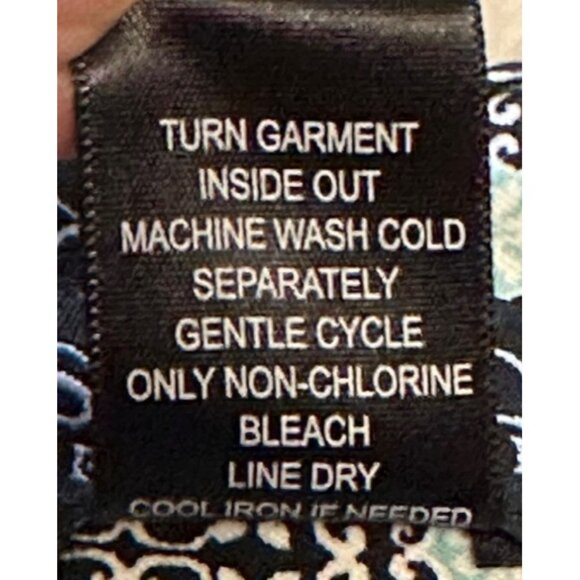 TURN GARMENT
INSIDE OUT
MACHINE WASH COLD
SEPARATELY
GENTLE CYCLE
ONLY NON-CHLORINE
BLEACH
LINE DRY
COOL IRON IF NEEDED